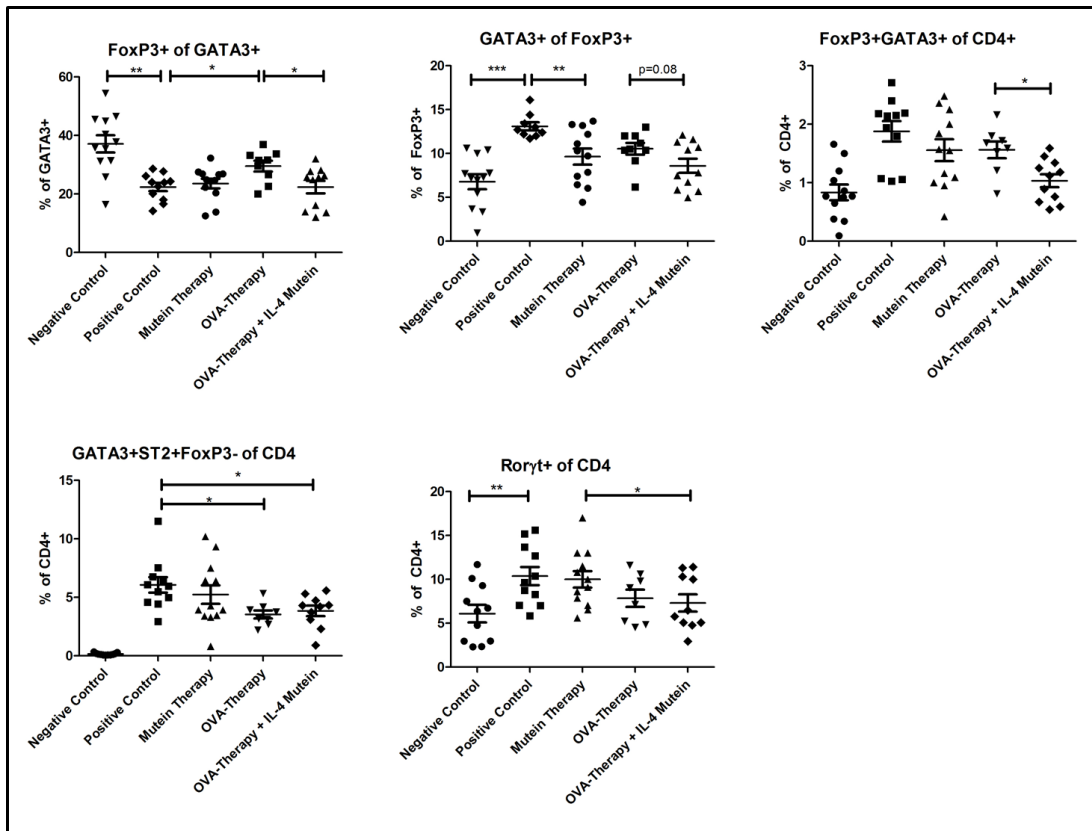 FoxP3+ of GATA3+
** * *
% of GATA3+
60
40
20
0
Negative Control
Positive Control
Mutein Therapy
OVA-Therapy
OVA-Therapy + IL-4 Mutein
GATA3+ of FoxP3+
*** ** p=0.08
% of FoxP3+
20
15
10
5
0
Negative Control
Positive Control
Mutein Therapy
OVA-Therapy
OVA-Therapy + IL-4 Mutein
FoxP3+GATA3+ of CD4+
*
% of CD4+
3
2
1
0
Negative Control
Positive Control
Mutein Therapy
OVA-Therapy
OVA-Therapy + IL-4 Mutein
GATA3+ST2+FoxP3- of CD4
*
*
% of CD4+
15
10
5
0
Negative Control
Positive Control
Mutein Therapy
OVA-Therapy
OVA-Therapy + IL-4 Mutein
Rorγt+ of CD4
** *
% of CD4+
20
15
10
5
0
Negative Control
Positive Control
Mutein Therapy
OVA-Therapy
OVA-Therapy + IL-4 Mutein